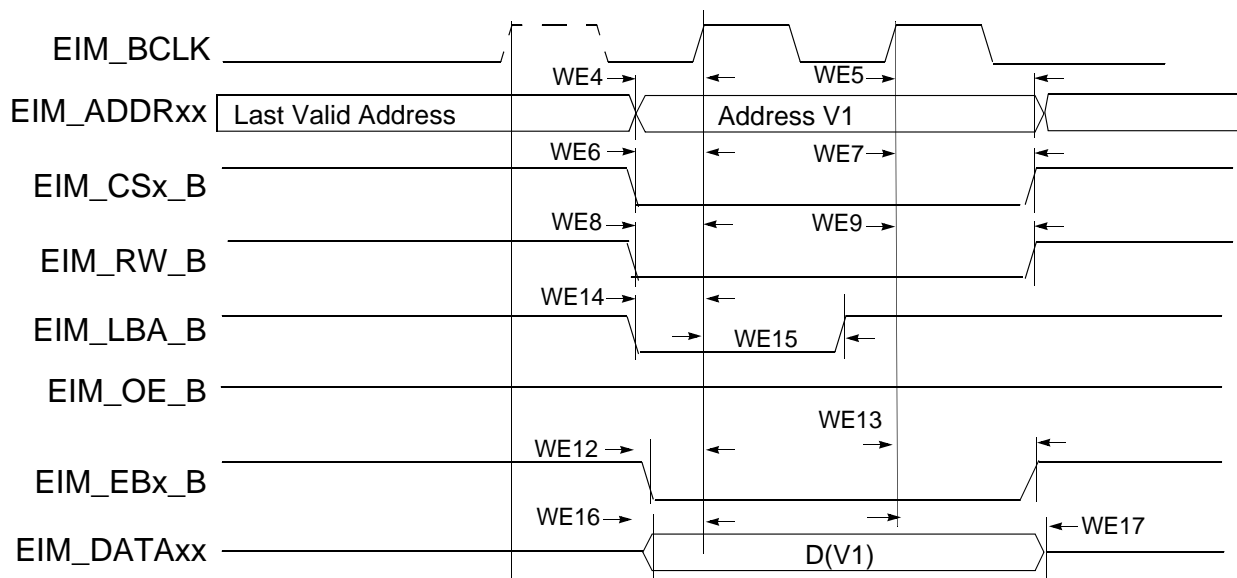 EIM_BCLK
WE4
WE5
EIM_ADDRxx
Last Valid Address
Address V1
WE6
WE7
EIM_CSx_B
WE8
WE9
EIM_RW_B
WE14
EIM_LBA_B
WE15
EIM_OE_B
WE13
WE12
EIM_EBx_B
WE16
WE17
EIM_DATAxx
D(V1)